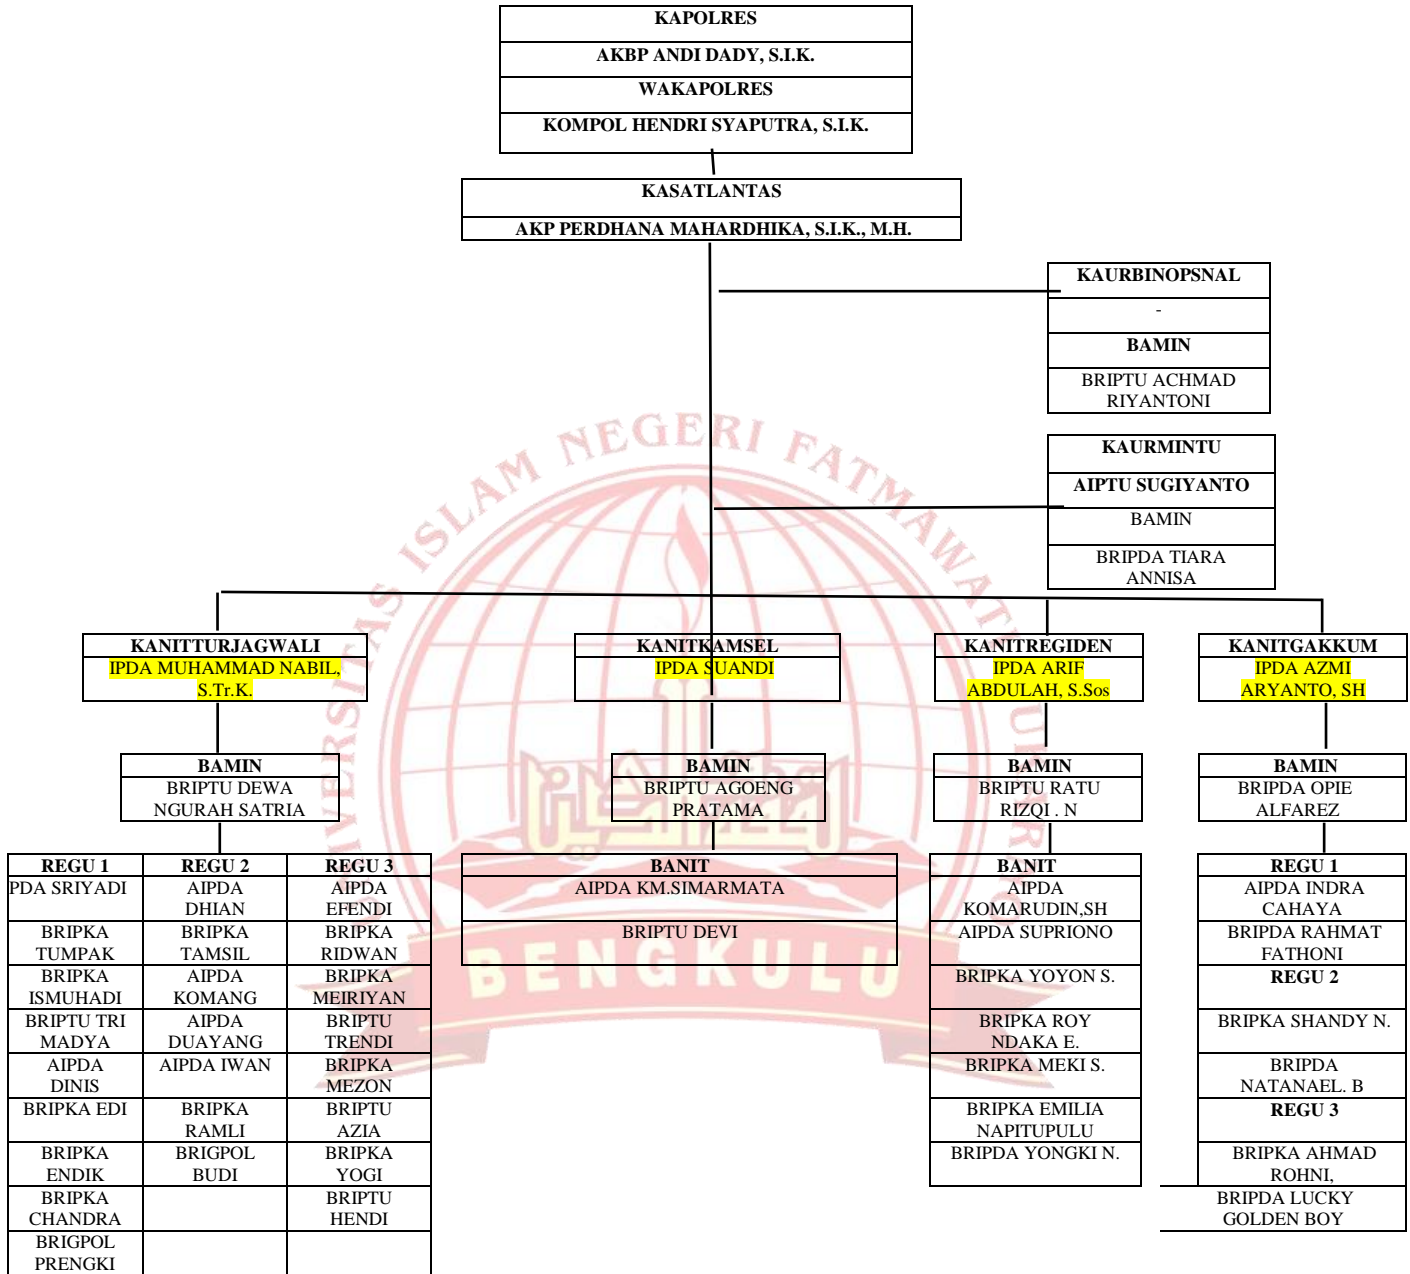 KAPOLRES
AKBP ANDI DADY, S.I.K.
WAKAPOLRES
KOMPOL HENDRI SYAPUTRA, S.I.K.
KASATLANTAS
AKP PERDHANA MAHARDHIKA, S.I.K., M.H.
KAURBINOPSNAL
-
BAMIN
BRIPTU ACHMAD
RIYANTONI
KAURMINTU
AIPTU SUGIYANTO
BAMIN
BRIPDA TIARA
ANNISA
KANITTURJAGWALI
IPDA MUHAMMAD NABIL,
S.Tr.K.
BAMIN
BRIPTU DEWA
NGURAH SATRIA
REGU 1
PDA SRIYADI
BRIPKA
TUMPAK
BRIPKA
ISMUHADI
BRIPTU TRI
MADYA
AIPDA
DINIS
BRIPKA EDI
BRIPKA
ENDIK
BRIPKA
CHANDRA
BRIGPOL
PRENGKI
REGU 2
AIPDA
DHIAN
BRIPKA
TAMSIL
AIPDA
KOMANG
AIPDA
DUAYANG
AIPDA IWAN
BRIPKA
RAMLI
BRIGPOL
BUDI
REGU 3
AIPDA
EFENDI
BRIPKA
RIDWAN
BRIPKA
MEIRIYAN
BRIPTU
TRENDI
BRIPKA
MEZON
BRIPTU
AZIA
BRIPKA
YOGI
BRIPTU
HENDI
KANITKAMSEL
IPDA SUANDI
BAMIN
BRIPTU AGOENG
PRATAMA
BANIT
AIPDA KM.SIMARMATA
BRIPTU DEVI
KANITREGIDEN
IPDA ARIF
ABDULAH, S.Sos
BAMIN
BRIPTU RATU
RIZQI . N
BANIT
AIPDA
KOMARUDIN,SH
AIPDA SUPRIONO
BRIPKA YOYON S.
BRIPKA ROY
NDAKA E.
BRIPKA MEKI S.
BRIPKA EMILIA
NAPITUPULU
BRIPDA YONGKI N.
KANITGAKKUM
IPDA AZMI
ARYANTO, SH
BAMIN
BRIPDA OPIE
ALFAREZ
REGU 1
AIPDA INDRA
CAHAYA
BRIPDA RAHMAT
FATHONI
REGU 2
BRIPKA SHANDY N.
BRIPDA
NATANAEL. B
REGU 3
BRIPKA AHMAD
ROHNI,
BRIPDA LUCKY
GOLDEN BOY
UNIVERSITAS ISLAM NEGERI FATMAWATI SUKARNO
BENGKULU